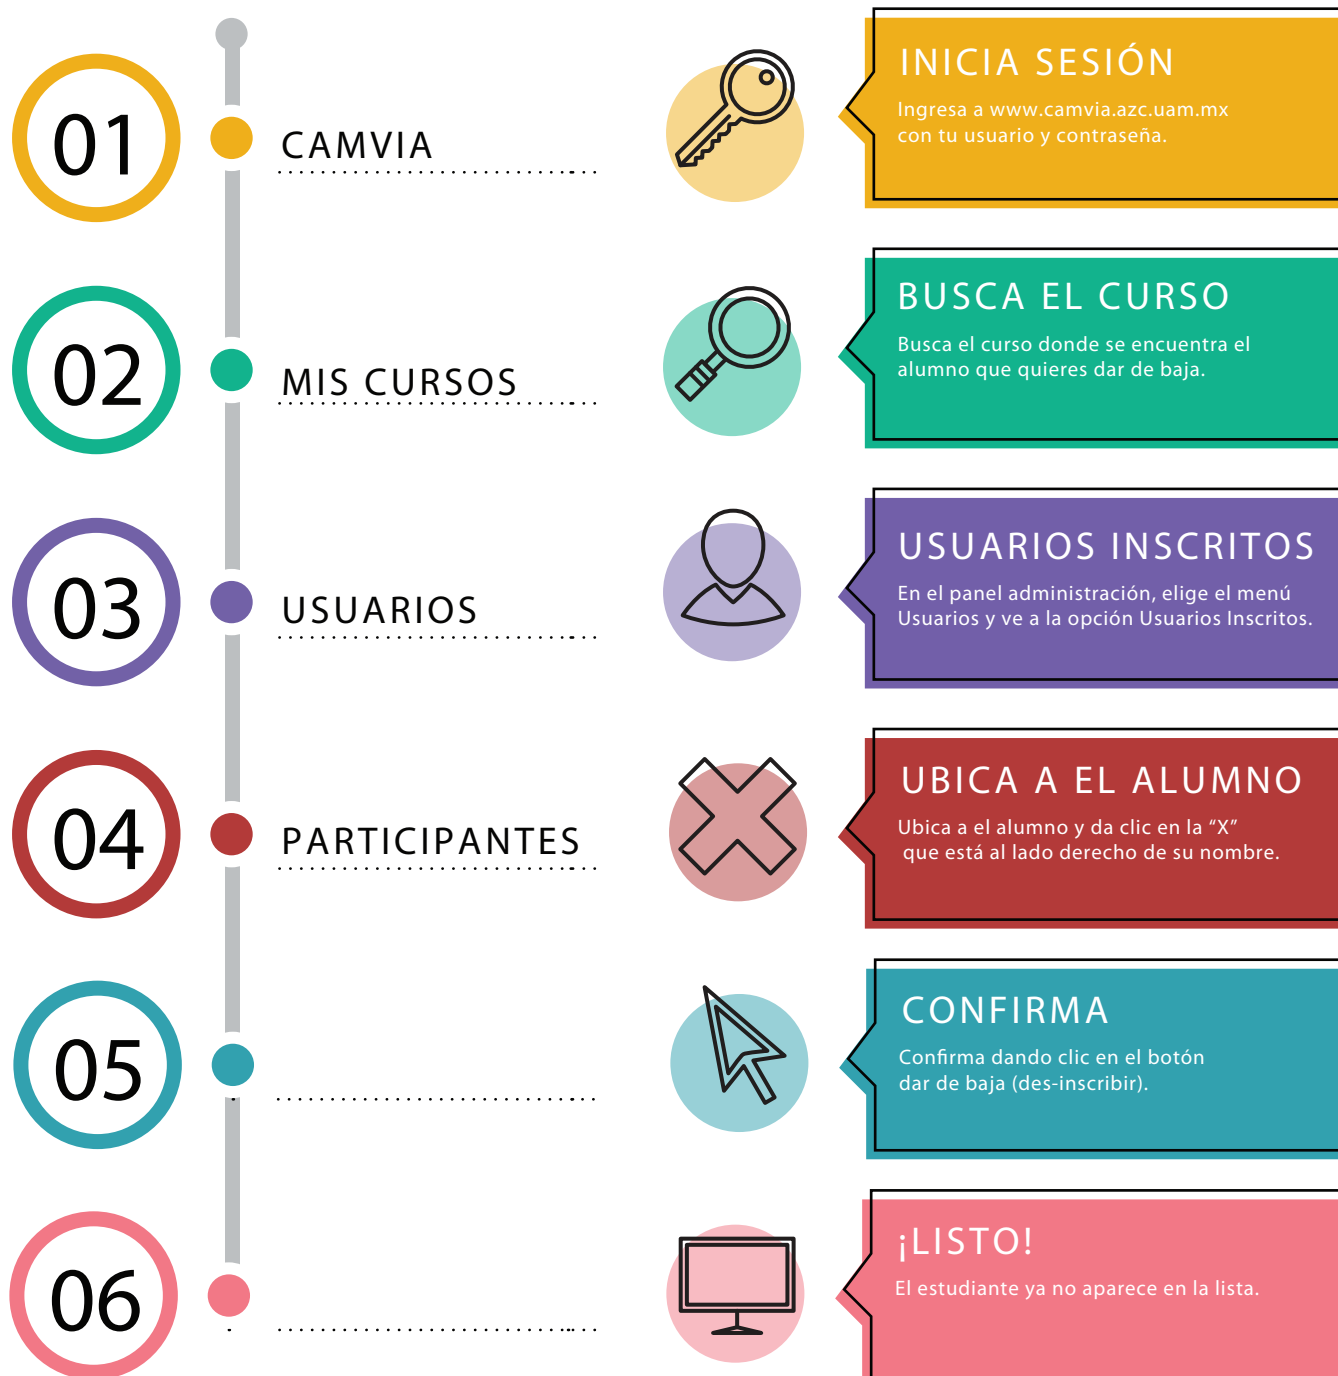 01
CAMVIA
INICIA SESIÓN
Ingresa a www.camvia.azc.uam.mx
con tu usuario y contraseña.
02
MIS CURSOS
BUSCA EL CURSO
Busca el curso donde se encuentra el
alumno que quieres dar de baja.
03
USUARIOS
USUARIOS INSCRITOS
En el panel administración, elige el menú
Usuarios y ve a la opción Usuarios Inscritos.
04
PARTICIPANTES
UBICA A EL ALUMNO
Ubica a el alumno y da clic en la “X”
que está al lado derecho de su nombre.
05
CONFIRMA
Confirma dando clic en el botón
dar de baja (des-inscribir).
06
¡LISTO!
El estudiante ya no aparece en la lista.